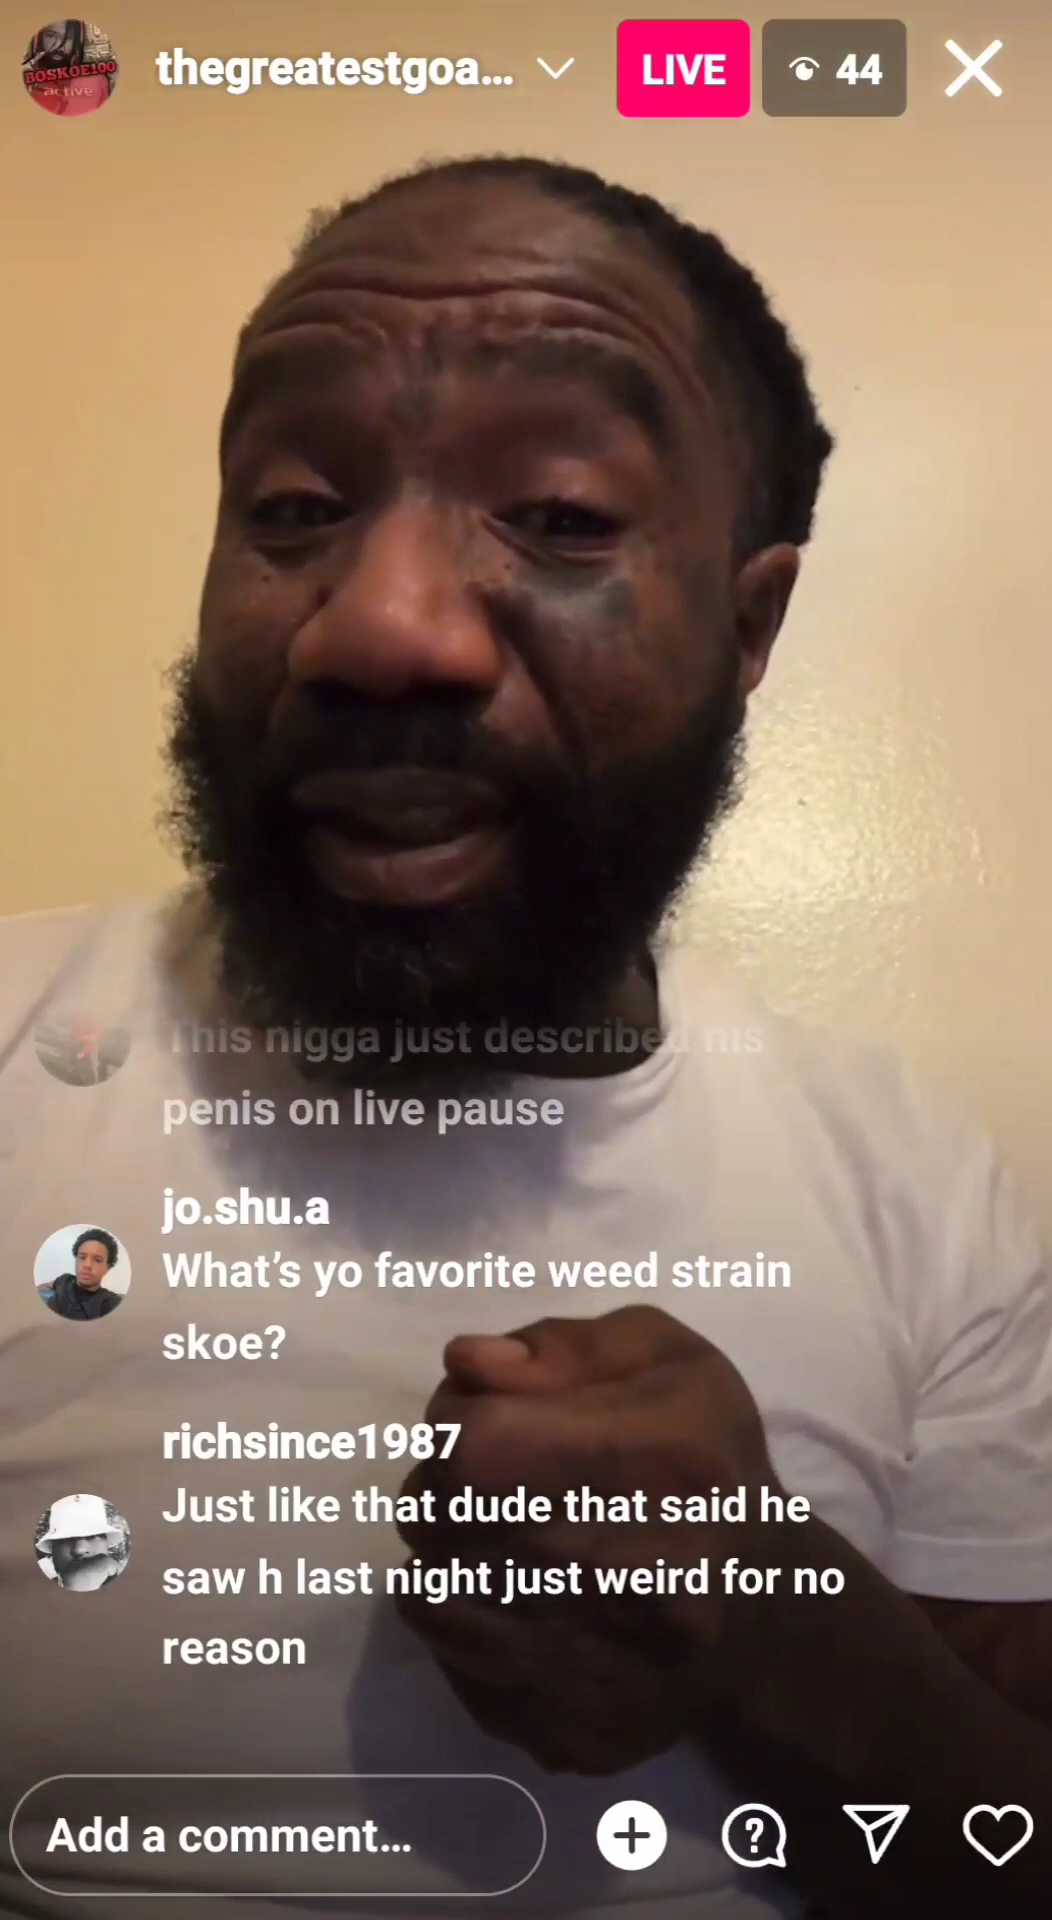 BOSKOE100
active
thegreatestgoa...
LIVE
44
This nigga just described his
penis on live pause
jo.shu.a
What's yo favorite weed strain
skoe?
richsince1987
Just like that dude that said he
saw h last night just weird for no
reason
Add a comment...